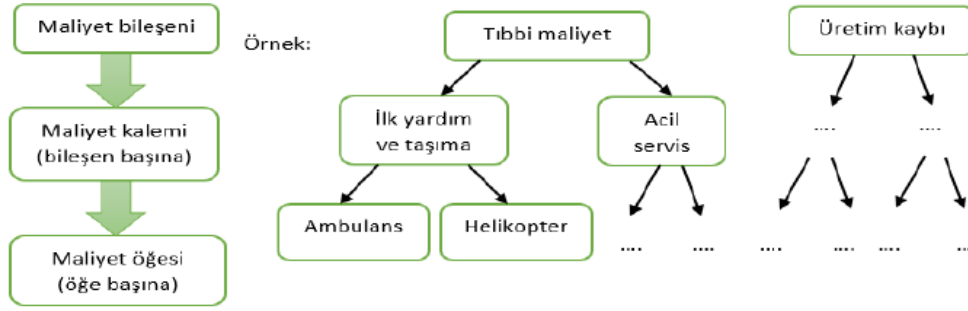 Maliyet bileşeni
Örnek:
Tıbbi maliyet
Üretim kaybı
Maliyet kalemi
(bileşen başına)
İlk yardım
ve taşıma
Acil
servis
....
....
Ambulans
Helikopter
....
....
....
....
....
...
Maliyet öğesi
(öğe başına)